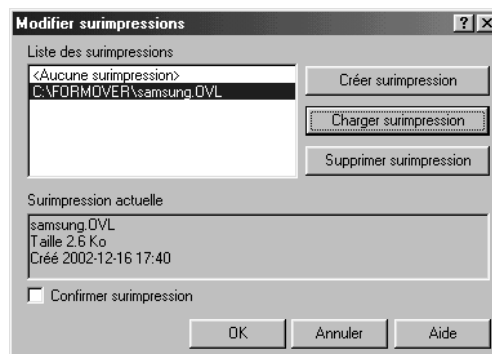 Modifier surimpressions
Liste des surimpressions
<Aucune surimpression>
C:\FORMOVER\samsung.OVL
Créer surimpression
Charger surimpression
Supprimer surimpression
Surimpression actuelle
samsung.OVL
Taille 2.6 Ko
Créé 2002-12-16 17:40
Confirmer surimpression
OK Annuler Aide